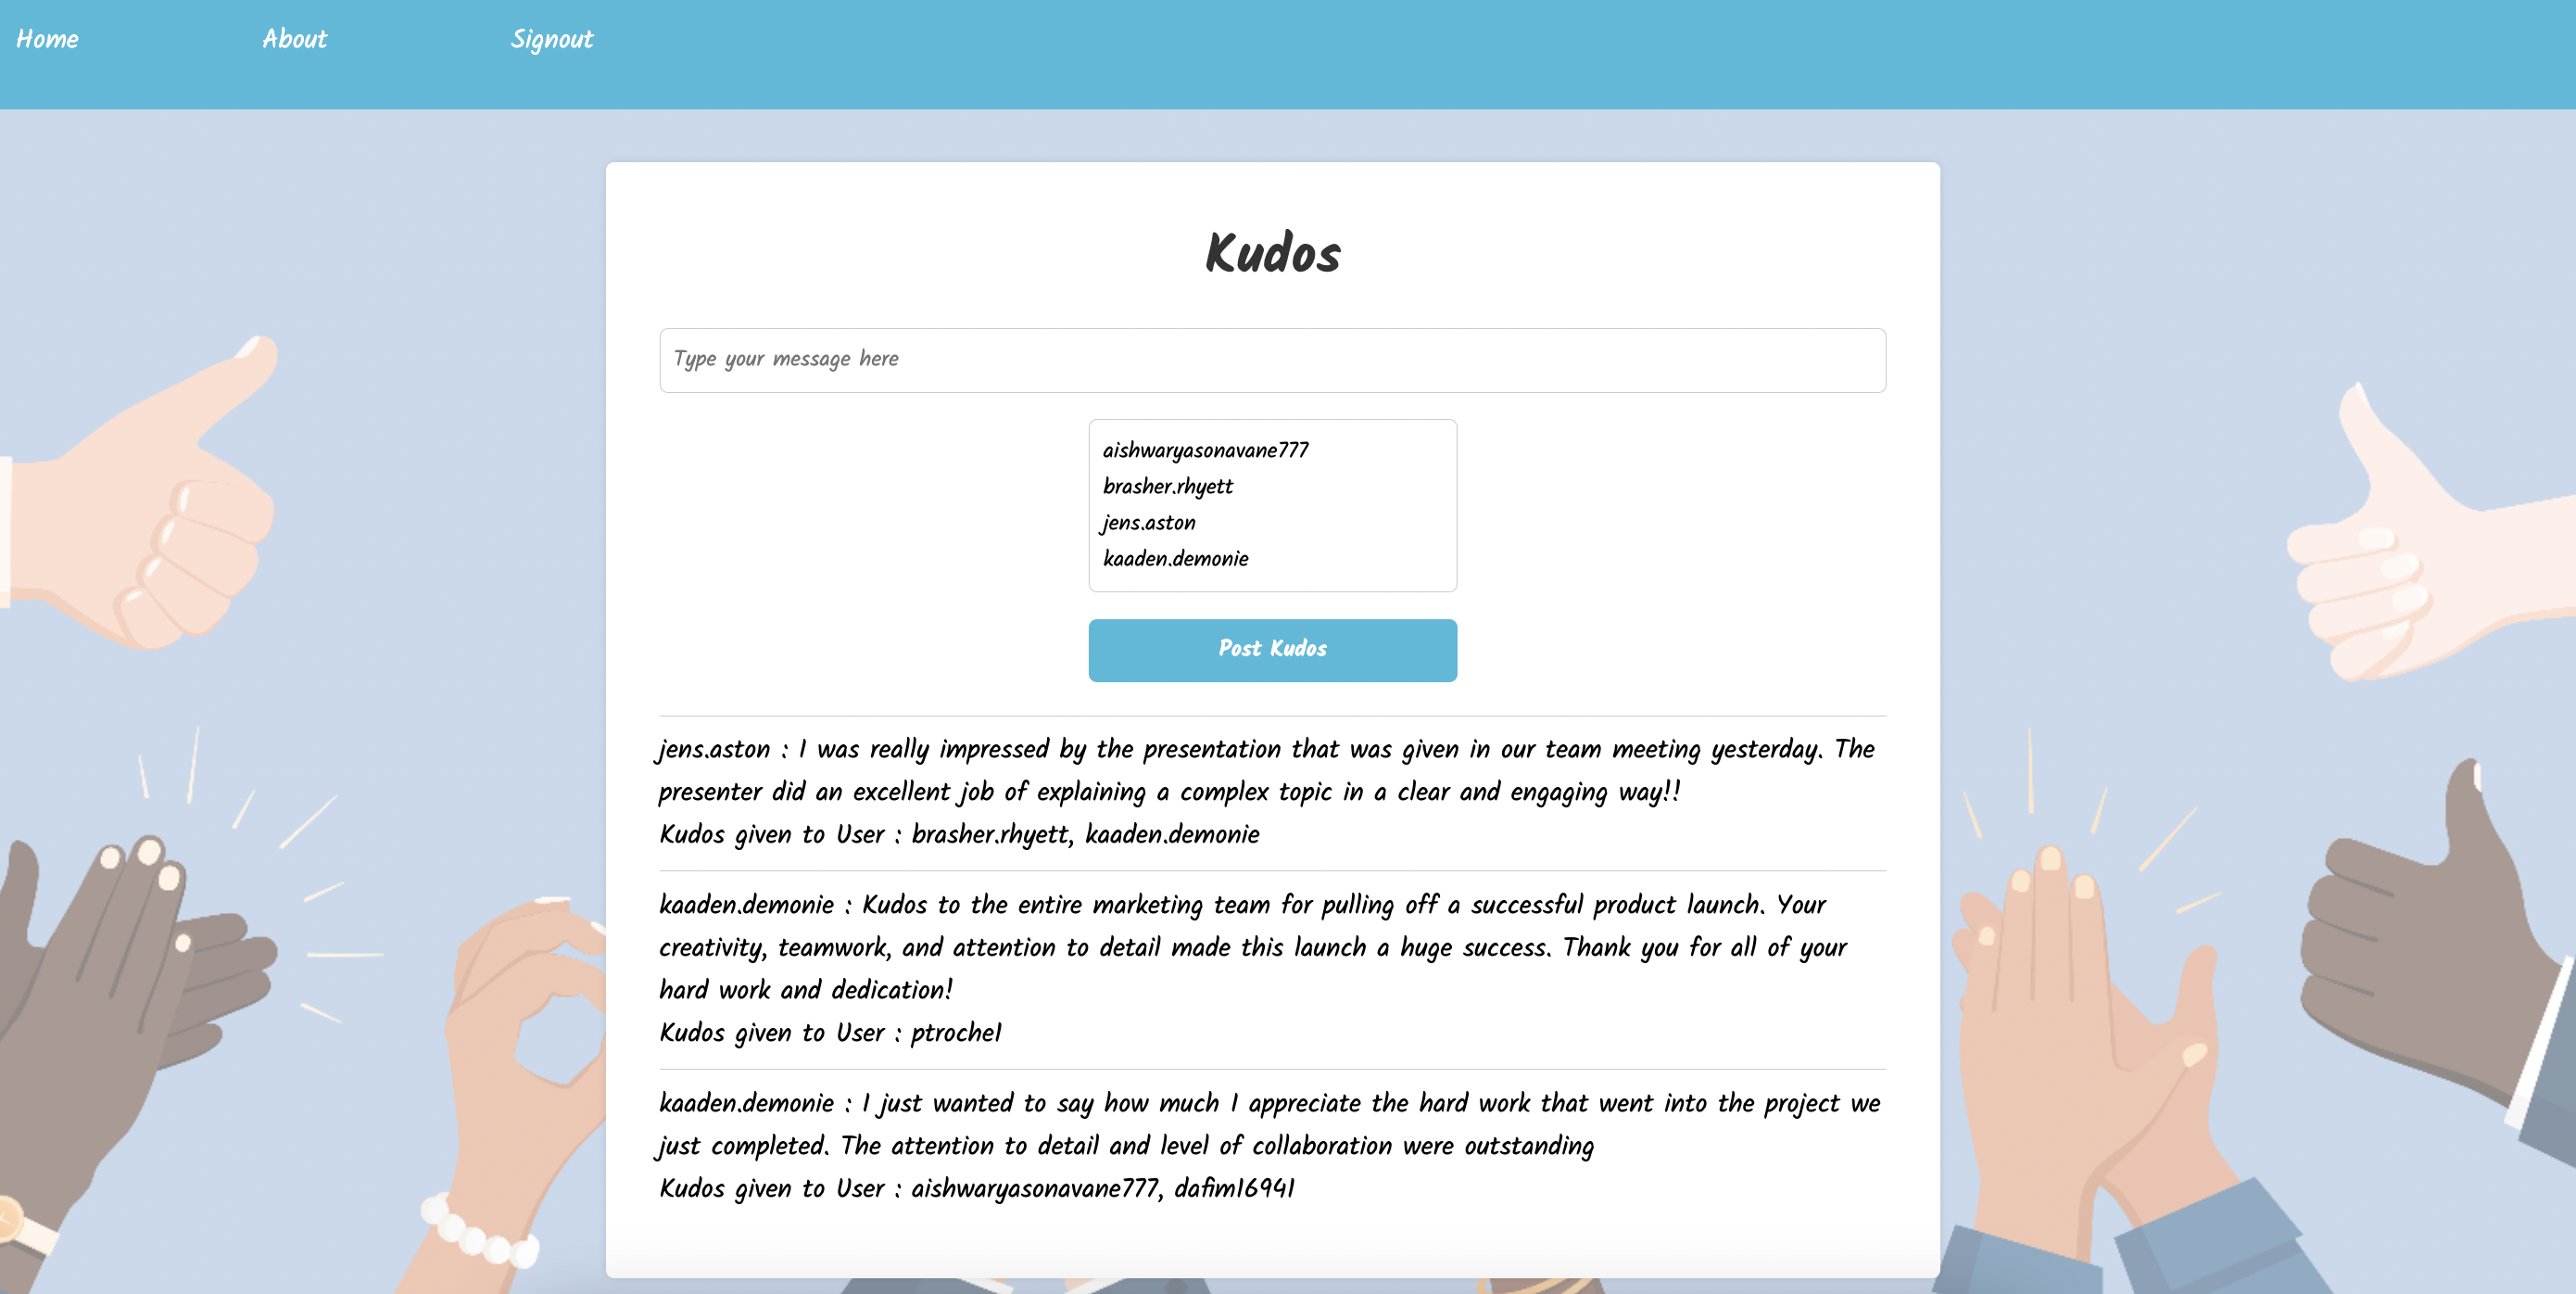 Home About Signout
Kudos
Type your message here
aishwaryasonavane777
brasher.rhyett
jens.aston
kaaden.demonie
Post Kudos
jens.aston : I was really impressed by the presentation that was given in our team meeting yesterday. The
presenter did an excellent job of explaining a complex topic in a clear and engaging way!!
Kudos given to User : brasher.rhyett, kaaden.demonie
kaaden.demonie : Kudos to the entire marketing team for pulling off a successful product launch. Your
creativity, teamwork, and attention to detail made this launch a huge success. Thank you for all of your
hard work and dedication!
Kudos given to User : ptroche1
kaaden.demonie : I just wanted to say how much I appreciate the hard work that went into the project we
just completed. The attention to detail and level of collaboration were outstanding
Kudos given to User : aishwaryasonavane777, dafim16941